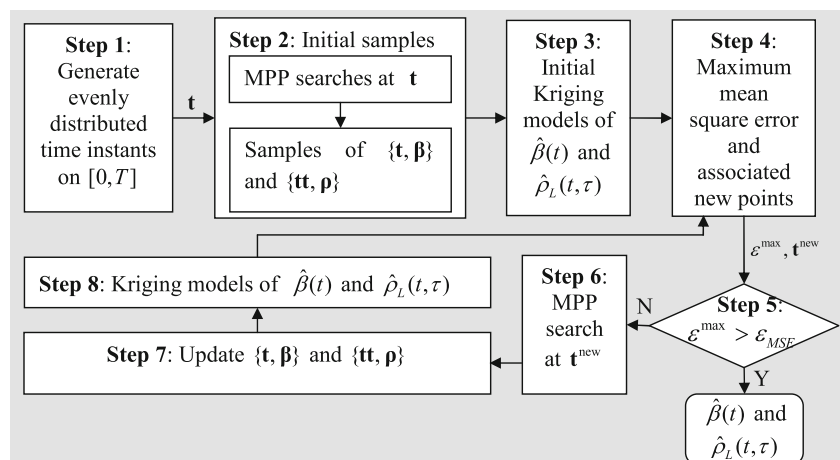 Step 1:
Generate
evenly
distributed
time instants
on [0,T]
t
Step 2: Initial samples
MPP searches at t
Samples of {t, β}
and {tt, ρ}
Step 3:
Initial
Kriging
models of
β̂(t) and
ρ̂_L(t,τ)
Step 4:
Maximum
mean
square error
and
associated
new points
ε^max, t^new
Step 5:
ε^max > ε_MSE
N
Y
β̂(t) and
ρ̂_L(t,τ)
Step 6:
MPP
search
at t^new
Step 7: Update {t, β} and {tt, ρ}
Step 8: Kriging models of β̂(t) and ρ̂_L(t,τ)